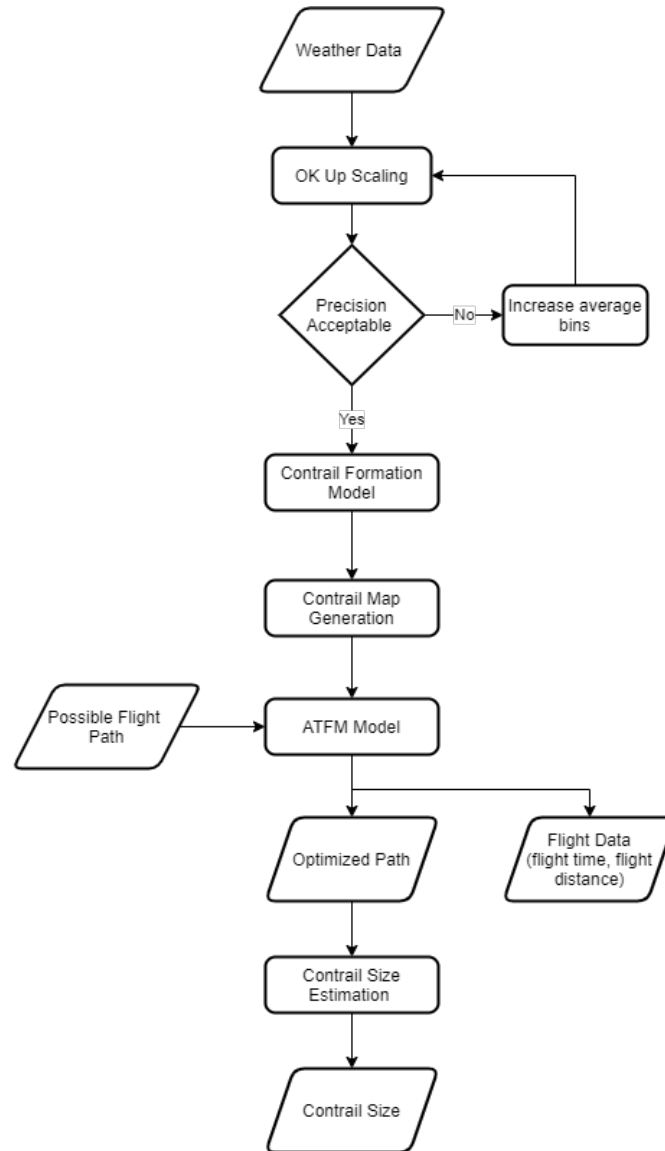 Weather Data
OK Up Scaling
Precision
Acceptable
No
Increase average
bins
Yes
Contrail Formation
Model
Contrail Map
Generation
Possible Flight
Path
ATFM Model
Optimized Path
Flight Data
(flight time, flight
distance)
Contrail Size
Estimation
Contrail Size